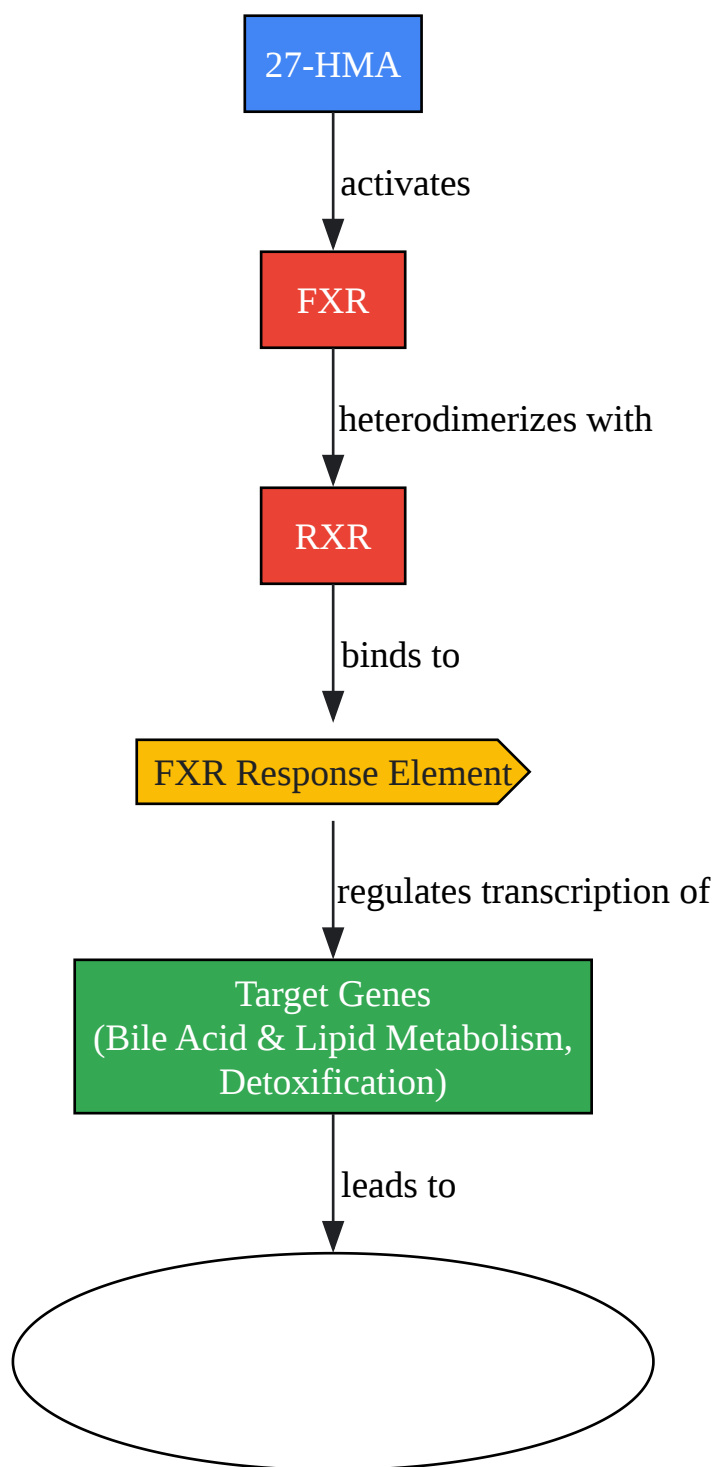 27-HMA
activates
FXR
heterodimerizes with
RXR
binds to
FXR Response Element
regulates transcription of
Target Genes
(Bile Acid & Lipid Metabolism,
Detoxification)
leads to